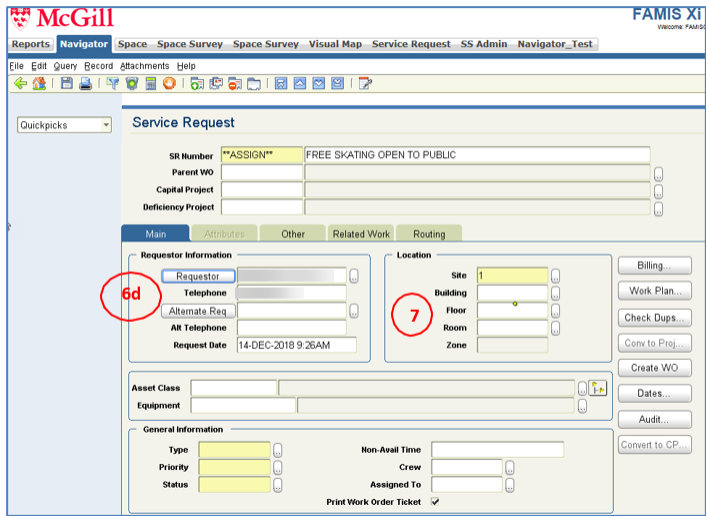 McGill
FAMIS Xi
Welcome: FAMIS
Reports Navigator Space Space Survey Space Survey Visual Map Service Request SS Admin Navigator_Test
File Edit Query Record Attachments Help
Quickpicks
Service Request
SR Number **ASSIGN** FREE SKATING OPEN TO PUBLIC
Parent WO
Capital Project
Deficiency Project
Main Attributes Other Related Work Routing
Requestor Information
Requestor
Telephone
Alternate Req
Alt Telephone
Request Date 14-DEC-2018 9:26AM
6d
Location
Site 1
Building
Floor
Room
Zone
7
Billing...
Work Plan...
Check Dups...
Conv to Proj...
Create WO
Dates...
Audit...
Convert to CP...
Asset Class
Equipment
General Information
Type
Priority
Status
Non-Avail Time
Crew
Assigned To
Print Work Order Ticket